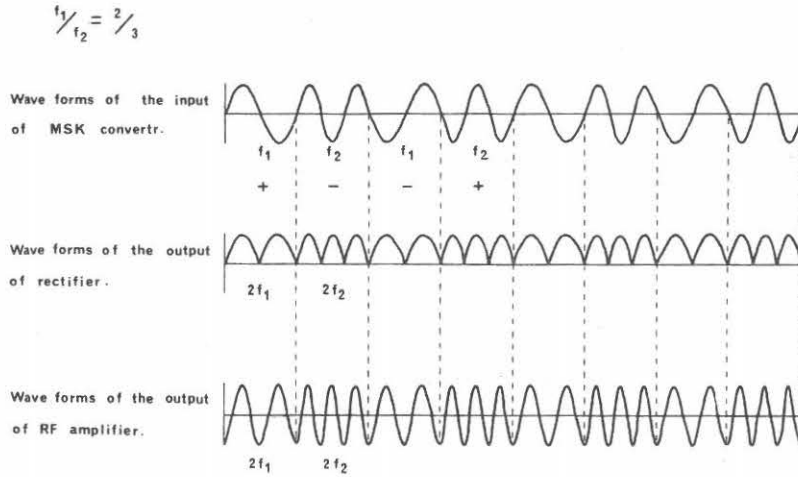 f1/f2 = 2/3
Wave forms of the input
of MSK convertr.
f1 f2 f1 f2
+ − − +
Wave forms of the output
of rectifier.
2f1 2f2
Wave forms of the output
of RF amplifier.
2f1 2f2